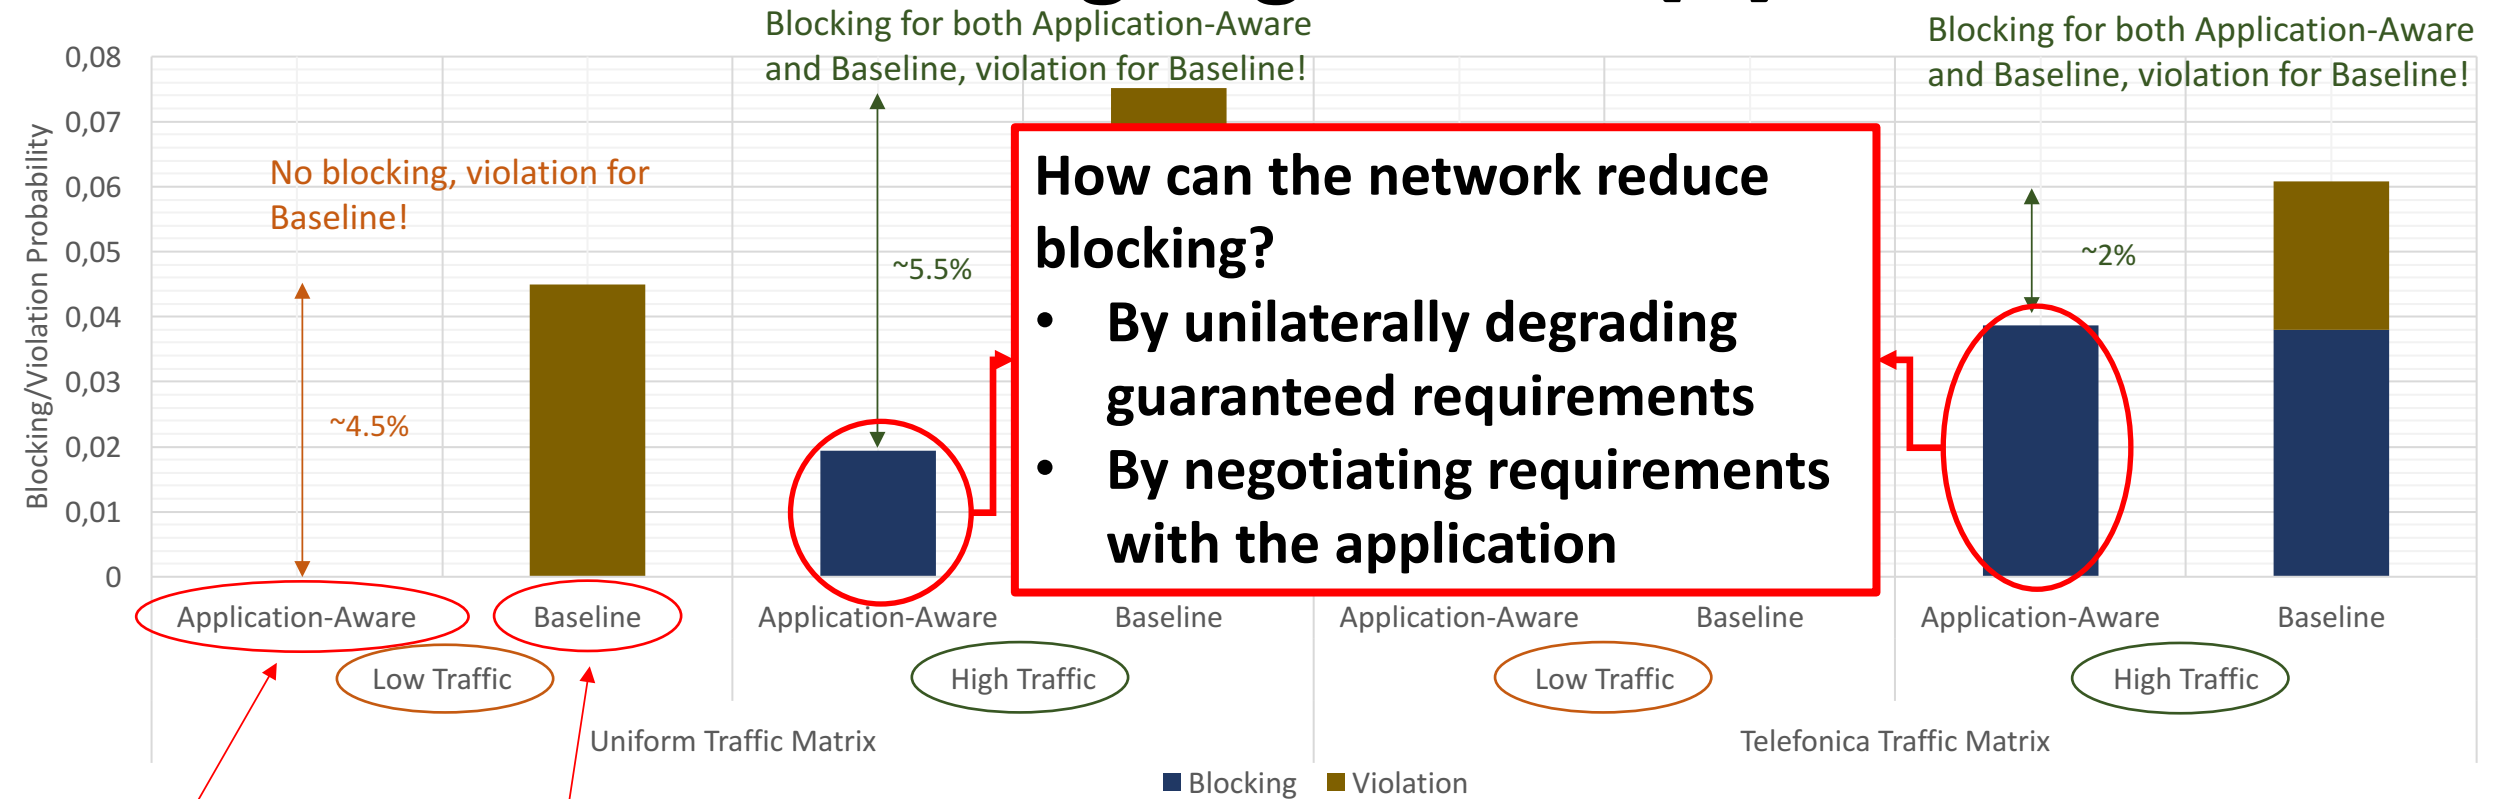 Blocking for both Application-Aware
and Baseline, violation for Baseline!
Blocking for both Application-Aware
and Baseline, violation for Baseline!
No blocking, violation for
Baseline!
Blocking/Violation Probability
0,08
0,07
0,06
0,05
0,04
0,03
0,02
0,01
0
~4.5%
~5.5%
~2%
How can the network reduce
blocking?
• By unilaterally degrading
guaranteed requirements
• By negotiating requirements
with the application
Application-Aware
Baseline
Application-Aware
Baseline
Application-Aware
Baseline
Application-Aware
Baseline
Low Traffic
High Traffic
Low Traffic
High Traffic
Uniform Traffic Matrix
Telefonica Traffic Matrix
Blocking
Violation